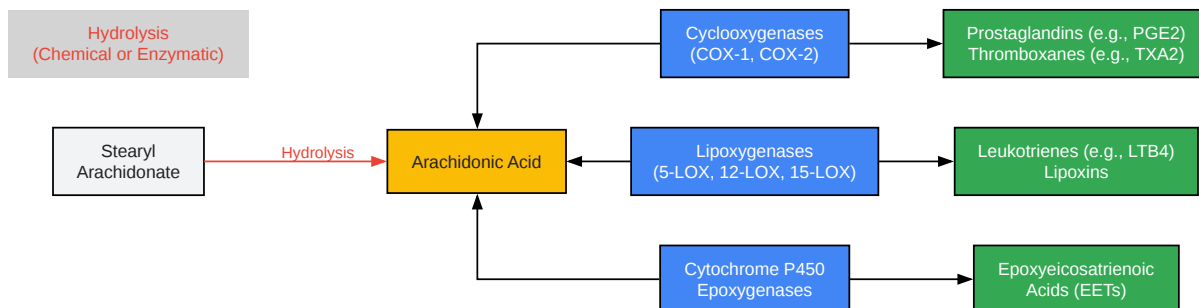 Hydrolysis
(Chemical or Enzymatic)
Cyclooxygenases
(COX-1, COX-2)
Prostaglandins (e.g., PGE2)
Thromboxanes (e.g., TXA2)
Stearyl
Arachidonate
Hydrolysis
Arachidonic Acid
Lipoxygenases
(5-LOX, 12-LOX, 15-LOX)
Leukotrienes (e.g., LTB4)
Lipoxins
Cytochrome P450
Epoxygenases
Epoxyeicosatrienoic
Acids (EETs)